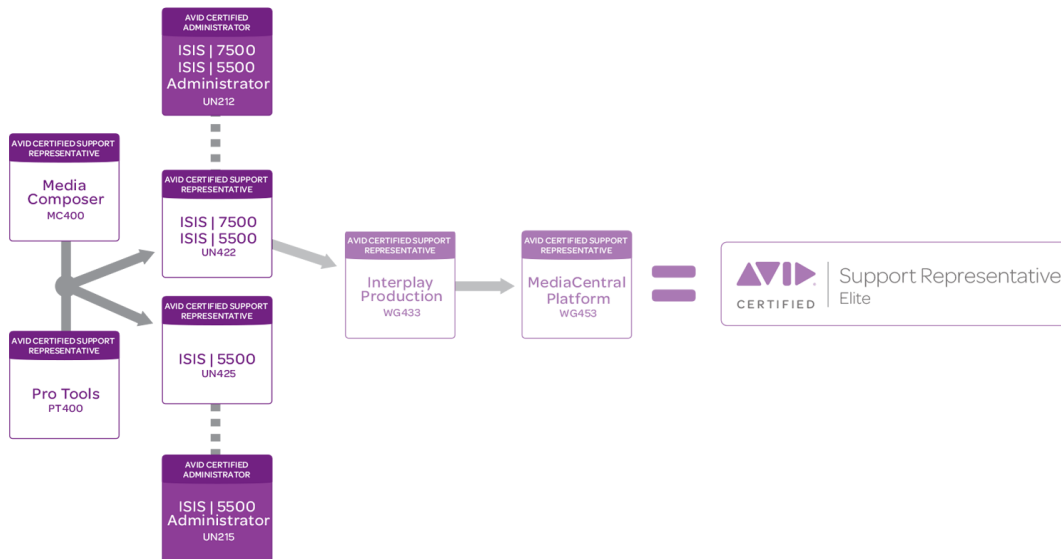 AVID CERTIFIED
ADMINISTRATOR
ISIS | 7500
ISIS | 5500
Administrator
UN212
AVID CERTIFIED SUPPORT
REPRESENTATIVE
Media
Composer
MC400
AVID CERTIFIED SUPPORT
REPRESENTATIVE
ISIS | 7500
ISIS | 5500
UN422
AVID CERTIFIED SUPPORT
REPRESENTATIVE
Interplay
Production
WG433
AVID CERTIFIED SUPPORT
REPRESENTATIVE
MediaCentral
Platform
WG453
AVID
CERTIFIED
Support Representative
Elite
AVID CERTIFIED SUPPORT
REPRESENTATIVE
ISIS | 5500
UN425
AVID CERTIFIED SUPPORT
REPRESENTATIVE
Pro Tools
PT400
AVID CERTIFIED
ADMINISTRATOR
ISIS | 5500
Administrator
UN215